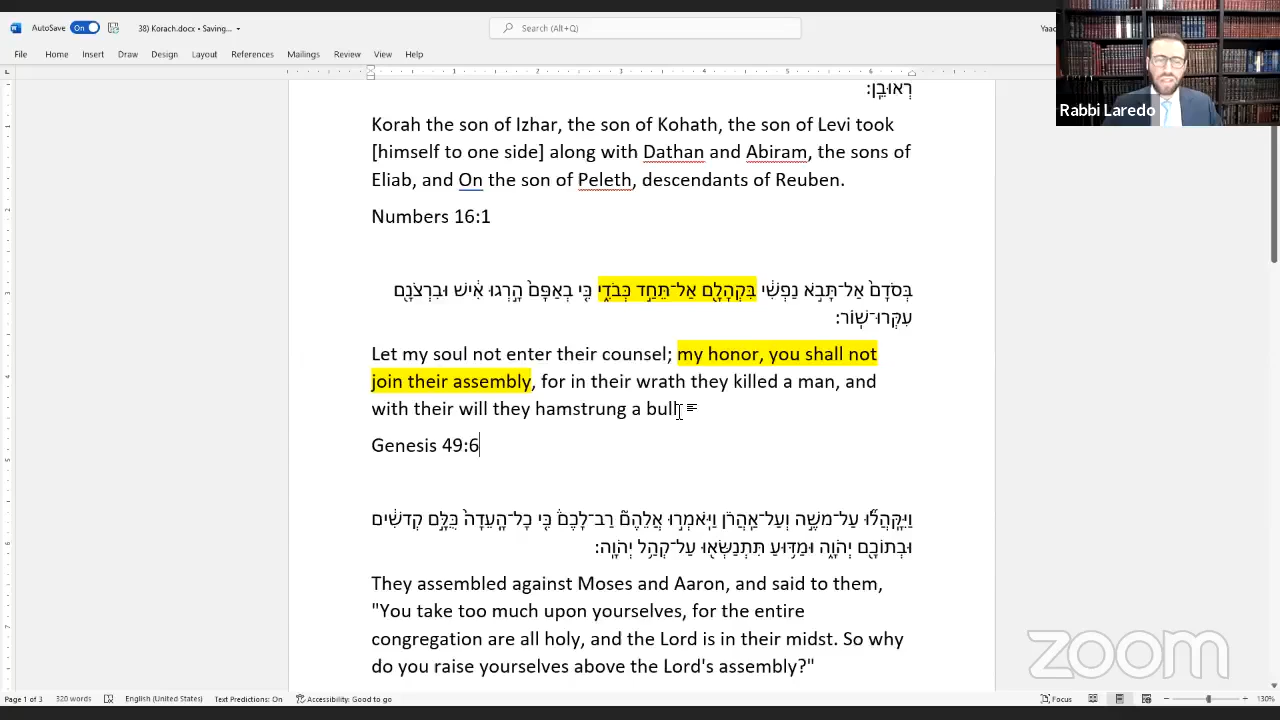 AutoSave On 38) Korach.docx • Saving... Search (Alt+Q) Yaac
File Home Insert Draw Design Layout References Mailings Review View Help
Rabbi Laredo
רְאוּבֵֽן:
Korah the son of Izhar, the son of Kohath, the son of Levi took
[himself to one side] along with Dathan and Abiram, the sons of
Eliab, and On the son of Peleth, descendants of Reuben.
Numbers 16:1
בְּסֹדָם֙ אַל־תָּבֹ֣א נַפְשִׁ֔י בִּקְהָלָ֖ם אַל־תֵּחַ֣ד כְּבֹדִ֑י כִּ֤י בְאַפָּם֙ הָ֣רְגוּ אִ֔ישׁ וּבִרְצֹנָ֖ם
עִקְּרוּ־שֽׁוֹר:
Let my soul not enter their counsel; my honor, you shall not
join their assembly, for in their wrath they killed a man, and
with their will they hamstrung a bull
Genesis 49:6
וַיִּֽקָּהֲל֞וּ עַל־משֶׁ֣ה וְעַל־אַֽהֲרֹ֗ן וַיֹּֽאמְר֣וּ אֲלֵהֶם֘ רַב־לָכֶם֒ כִּ֤י כָל־הָֽעֵדָה֙ כֻּלָּ֣ם קְדשִׁ֔ים
וּבְתוֹכָ֖ם יְהֹוָ֑ה וּמַדּ֥וּעַ תִּתְנַשְּׂא֖וּ עַל־קְהַ֥ל יְהֹוָֽה:
They assembled against Moses and Aaron, and said to them,
"You take too much upon yourselves, for the entire
congregation are all holy, and the Lord is in their midst. So why
do you raise yourselves above the Lord's assembly?"
zoom
Page 1 of 3 320 words English (United States) Text Predictions: On Accessibility: Good to go Focus 130%